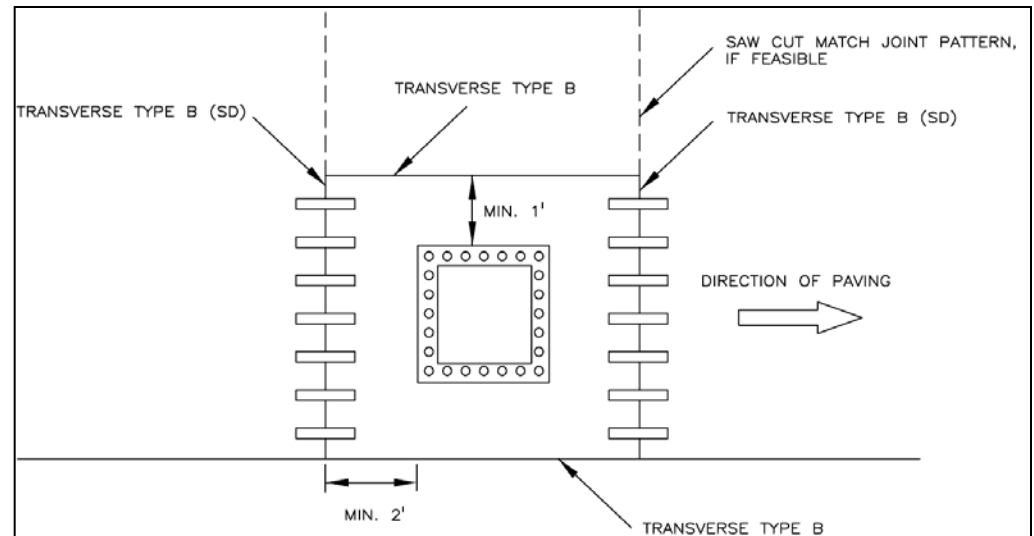 SAW CUT MATCH JOINT PATTERN,
IF FEASIBLE
TRANSVERSE TYPE B
TRANSVERSE TYPE B (SD)
TRANSVERSE TYPE B (SD)
MIN. 1'
DIRECTION OF PAVING
MIN. 2'
TRANSVERSE TYPE B